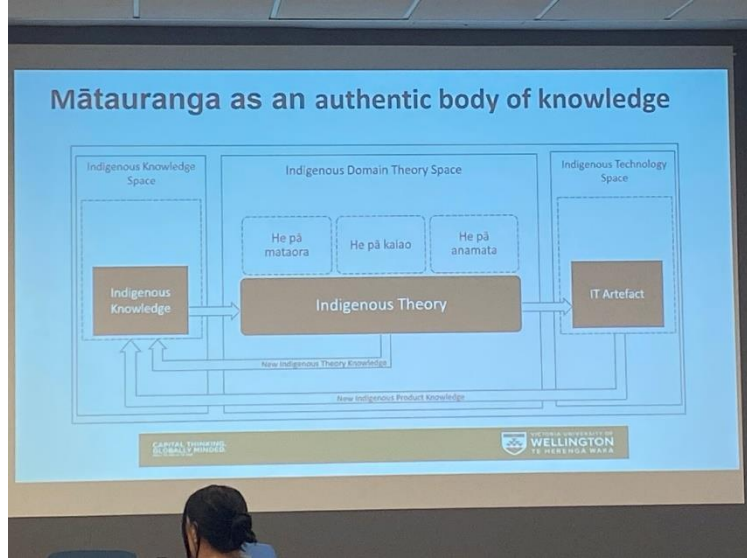 Mātauranga as an authentic body of knowledge
Indigenous Knowledge
Space
Indigenous Domain Theory Space
Indigenous Technology
Space
He pā
mataora
He pā kaiao
He pā
anamata
Indigenous
Knowledge
Indigenous Theory
IT Artefact
New Indigenous Theory Knowledge
New Indigenous Product Knowledge
CAPITAL THINKING.
GLOBALLY MINDED.
VICTORIA UNIVERSITY OF
WELLINGTON
TE HERENGA WAKA